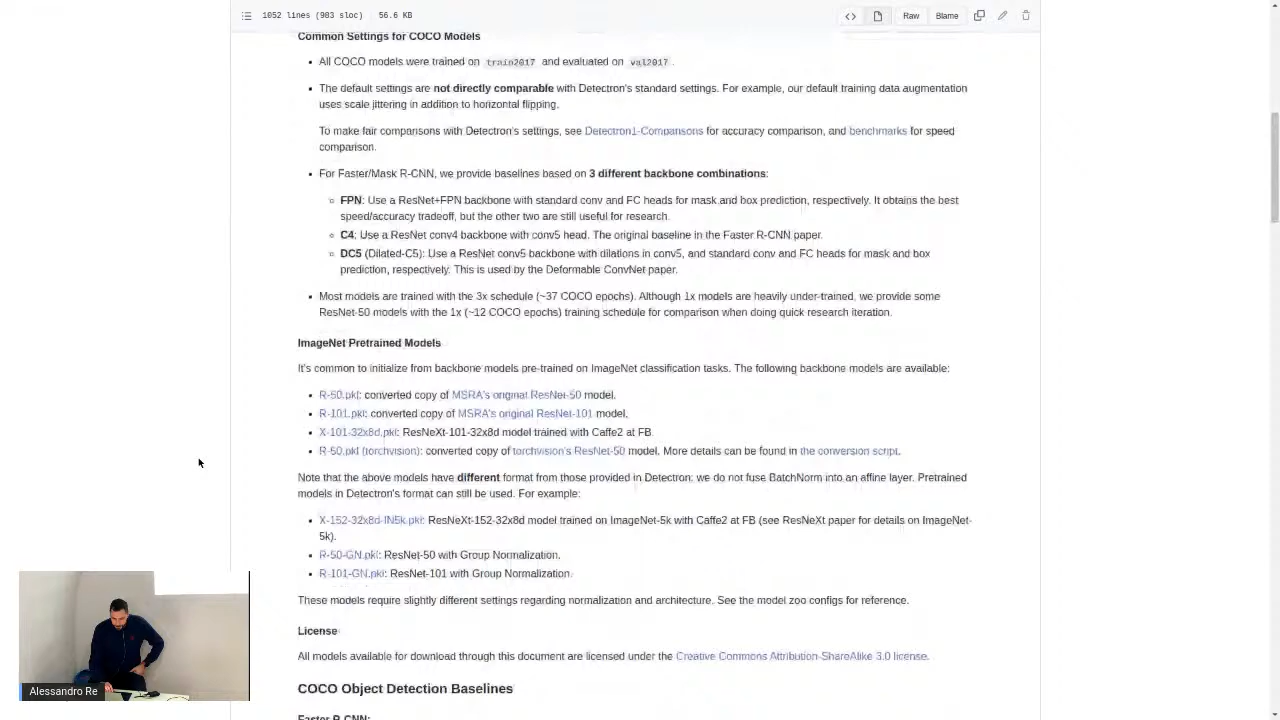 1052 lines (983 sloc) 56.6 KB
Raw
Blame
Common Settings for COCO Models
All COCO models were trained on train2017 and evaluated on val2017 .
The default settings are not directly comparable with Detectron's standard settings. For example, our default training data augmentation
uses scale jittering in addition to horizontal flipping.
To make fair comparisons with Detectron's settings, see Detectron1-Comparisons for accuracy comparison, and benchmarks for speed
comparison.
For Faster/Mask R-CNN, we provide baselines based on 3 different backbone combinations:
FPN: Use a ResNet+FPN backbone with standard conv and FC heads for mask and box prediction, respectively. It obtains the best
speed/accuracy tradeoff, but the other two are still useful for research.
C4: Use a ResNet conv4 backbone with conv5 head. The original baseline in the Faster R-CNN paper.
DC5 (Dilated-C5): Use a ResNet conv5 backbone with dilations in conv5, and standard conv and FC heads for mask and box
prediction, respectively. This is used by the Deformable ConvNet paper.
Most models are trained with the 3x schedule (~37 COCO epochs). Although 1x models are heavily under-trained, we provide some
ResNet-50 models with the 1x (~12 COCO epochs) training schedule for comparison when doing quick research iteration.
ImageNet Pretrained Models
It's common to initialize from backbone models pre-trained on ImageNet classification tasks. The following backbone models are available:
R-50.pkl: converted copy of MSRA's original ResNet-50 model.
R-101.pkl: converted copy of MSRA's original ResNet-101 model.
X-101-32x8d.pkl: ResNeXt-101-32x8d model trained with Caffe2 at FB.
R-50.pkl (torchvision): converted copy of torchvision's ResNet-50 model. More details can be found in the conversion script.
Note that the above models have different format from those provided in Detectron: we do not fuse BatchNorm into an affine layer. Pretrained
models in Detectron's format can still be used. For example:
X-152-32x8d-IN5k.pkl: ResNeXt-152-32x8d model trained on ImageNet-5k with Caffe2 at FB (see ResNeXt paper for details on ImageNet-
5k).
R-50-GN.pkl: ResNet-50 with Group Normalization.
R-101-GN.pkl: ResNet-101 with Group Normalization.
These models require slightly different settings regarding normalization and architecture. See the model zoo configs for reference.
License
All models available for download through this document are licensed under the Creative Commons Attribution-ShareAlike 3.0 license.
COCO Object Detection Baselines
Faster R-CNN:
Alessandro Re